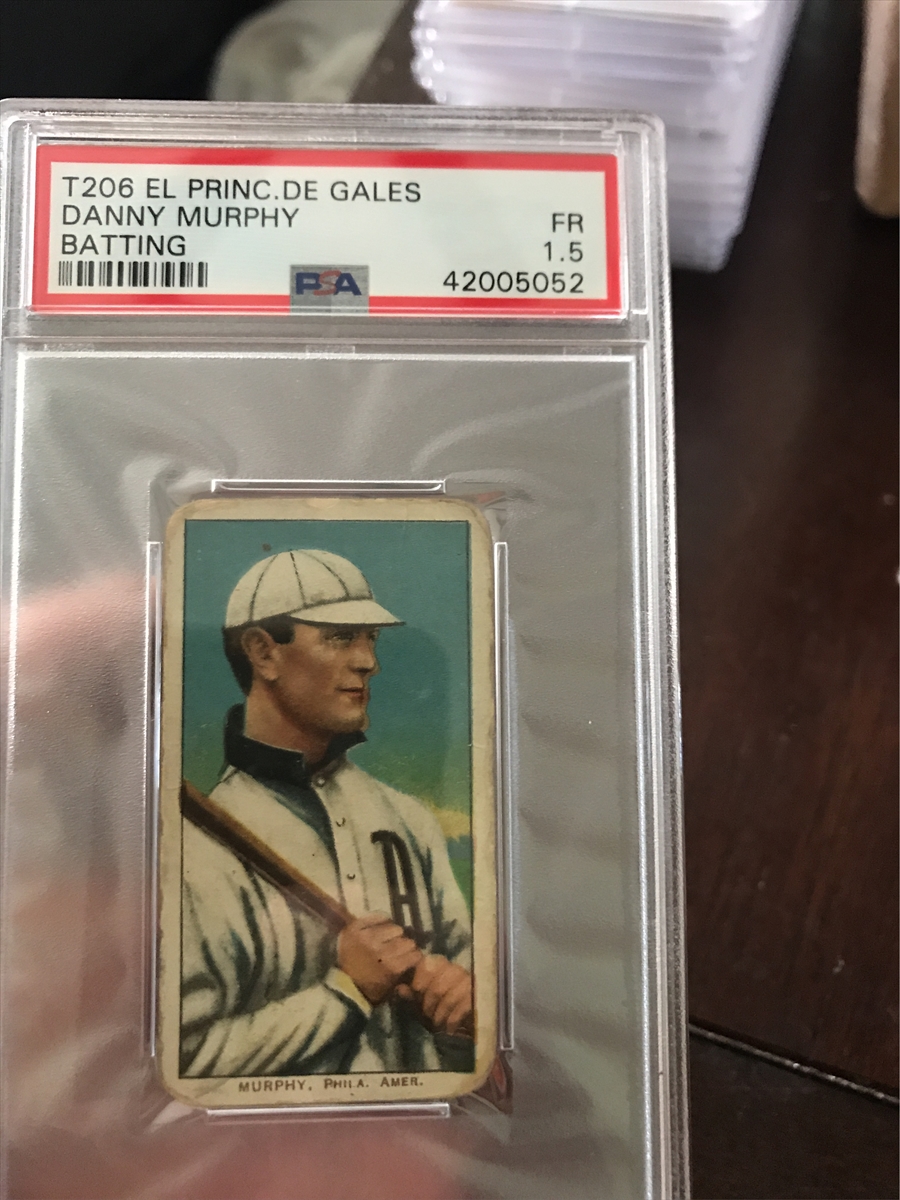 T206 EL PRINC.DE GALES
DANNY MURPHY FR
BATTING 1.5
PSA 42005052
A
MURPHY, PHILA. AMER.